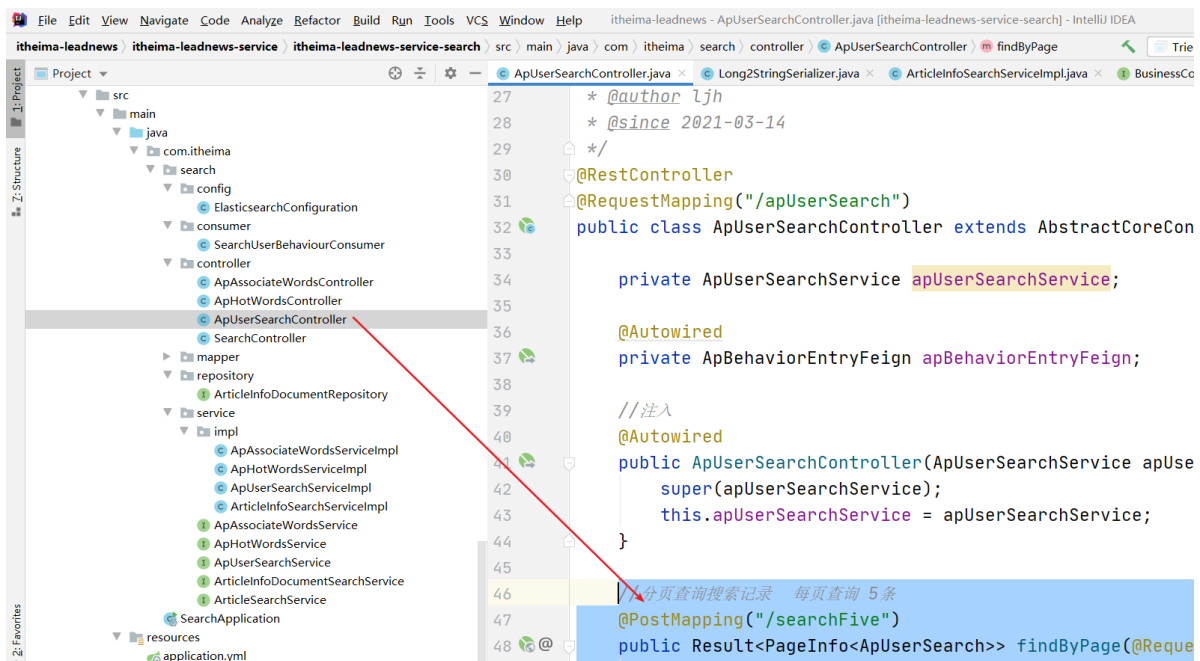 File Edit View Navigate Code Analyze Refactor Build Run Tools VCS Window Help itheima-leadnews - ApUserSearchController.java [itheima-leadnews-service-search] - IntelliJ IDEA
itheima-leadnews itheima-leadnews-service itheima-leadnews-service-search src main java com itheima search controller ApUserSearchController findByPage Trie
1: Project
Z: Structure
2: Favorites
Project
src
main
java
com.itheima
search
config
ElasticsearchConfiguration
consumer
SearchUserBehaviourConsumer
controller
ApAssociateWordsController
ApHotWordsController
ApUserSearchController
SearchController
mapper
repository
ArticleInfoDocumentRepository
service
impl
ApAssociateWordsServiceImpl
ApHotWordsServiceImpl
ApUserSearchServiceImpl
ArticleInfoSearchServiceImpl
ApAssociateWordsService
ApHotWordsService
ApUserSearchService
ArticleInfoDocumentSearchService
ArticleSearchService
SearchApplication
resources
application.yml
ApUserSearchController.java Long2StringSerializer.java ArticleInfoSearchServiceImpl.java BusinessCo
27 * @author ljh
28 * @since 2021-03-14
29 */
30 @RestController
31 @RequestMapping("/apUserSearch")
32 public class ApUserSearchController extends AbstractCoreCon
33
34 private ApUserSearchService apUserSearchService;
35
36 @Autowired
37 private ApBehaviorEntryFeign apBehaviorEntryFeign;
38
39 //注入
40 @Autowired
41 public ApUserSearchController(ApUserSearchService apUse
42 super(apUserSearchService);
43 this.apUserSearchService = apUserSearchService;
44 }
45
46 //分页查询搜索记录 每页查询 5条
47 @PostMapping("/searchFive")
48 @ public Result<PageInfo<ApUserSearch>> findByPage(@Reque